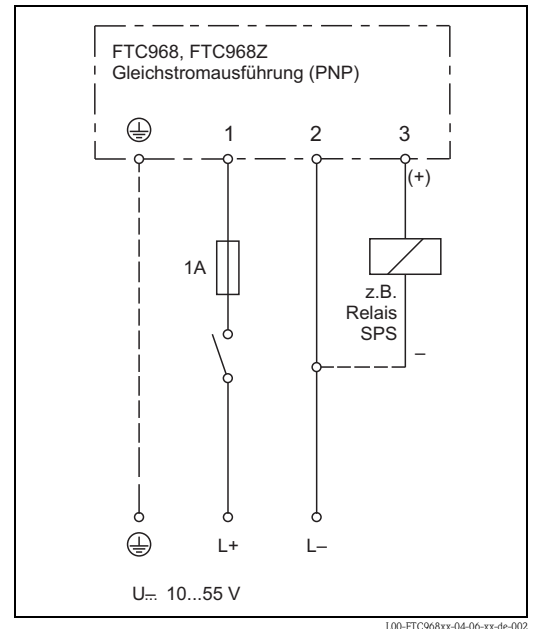 FTC968, FTC968Z
Gleichstromausführung (PNP)
1 2 3
(+)
1A
z.B.
Relais
SPS
–
L+ L–
U⎓ 10...55 V
L00-FTC968xx-04-06-xx-de-002